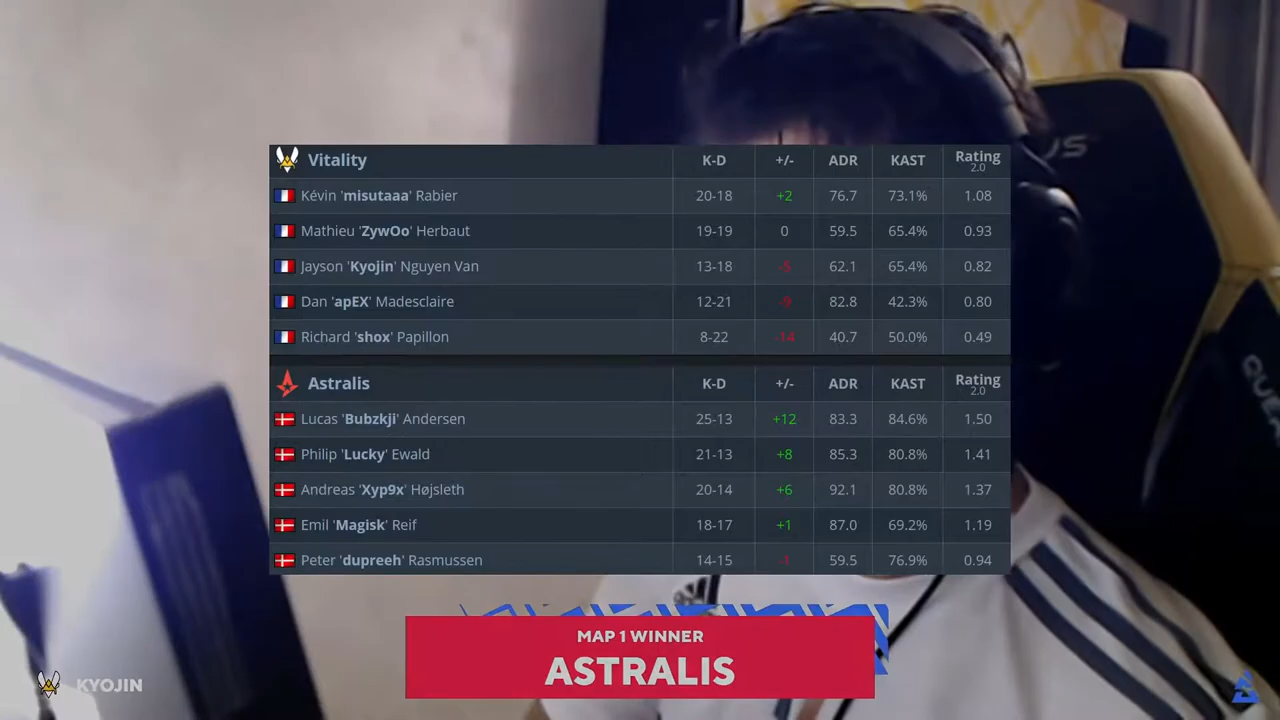 Vitality K-D +/- ADR KAST Rating 2.0
Kévin 'misutaaa' Rabier 20-18 +2 76.7 73.1% 1.08
Mathieu 'ZywOo' Herbaut 19-19 0 59.5 65.4% 0.93
Jayson 'Kyojin' Nguyen Van 13-18 -5 62.1 65.4% 0.82
Dan 'apEX' Madesclaire 12-21 -9 82.8 42.3% 0.80
Richard 'shox' Papillon 8-22 -14 40.7 50.0% 0.49
Astralis K-D +/- ADR KAST Rating 2.0
Lucas 'Bubzkji' Andersen 25-13 +12 83.3 84.6% 1.50
Philip 'Lucky' Ewald 21-13 +8 85.3 80.8% 1.41
Andreas 'Xyp9x' Højsleth 20-14 +6 92.1 80.8% 1.37
Emil 'Magisk' Reif 18-17 +1 87.0 69.2% 1.19
Peter 'dupreeh' Rasmussen 14-15 -1 59.5 76.9% 0.94
MAP 1 WINNER
ASTRALIS
KYOJIN